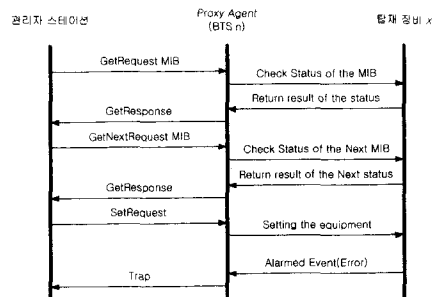 관리자 스테이션
Proxy Agent
(BTS n)
탑재 장비 x
GetRequest MIB
Check Status of the MIB
Return result of the status
GetResponse
GetNextRequest MIB
Check Status of the Next MIB
Return result of the Next status
GetResponse
SetRequest
Setting the equipment
Alarmed Event(Error)
Trap